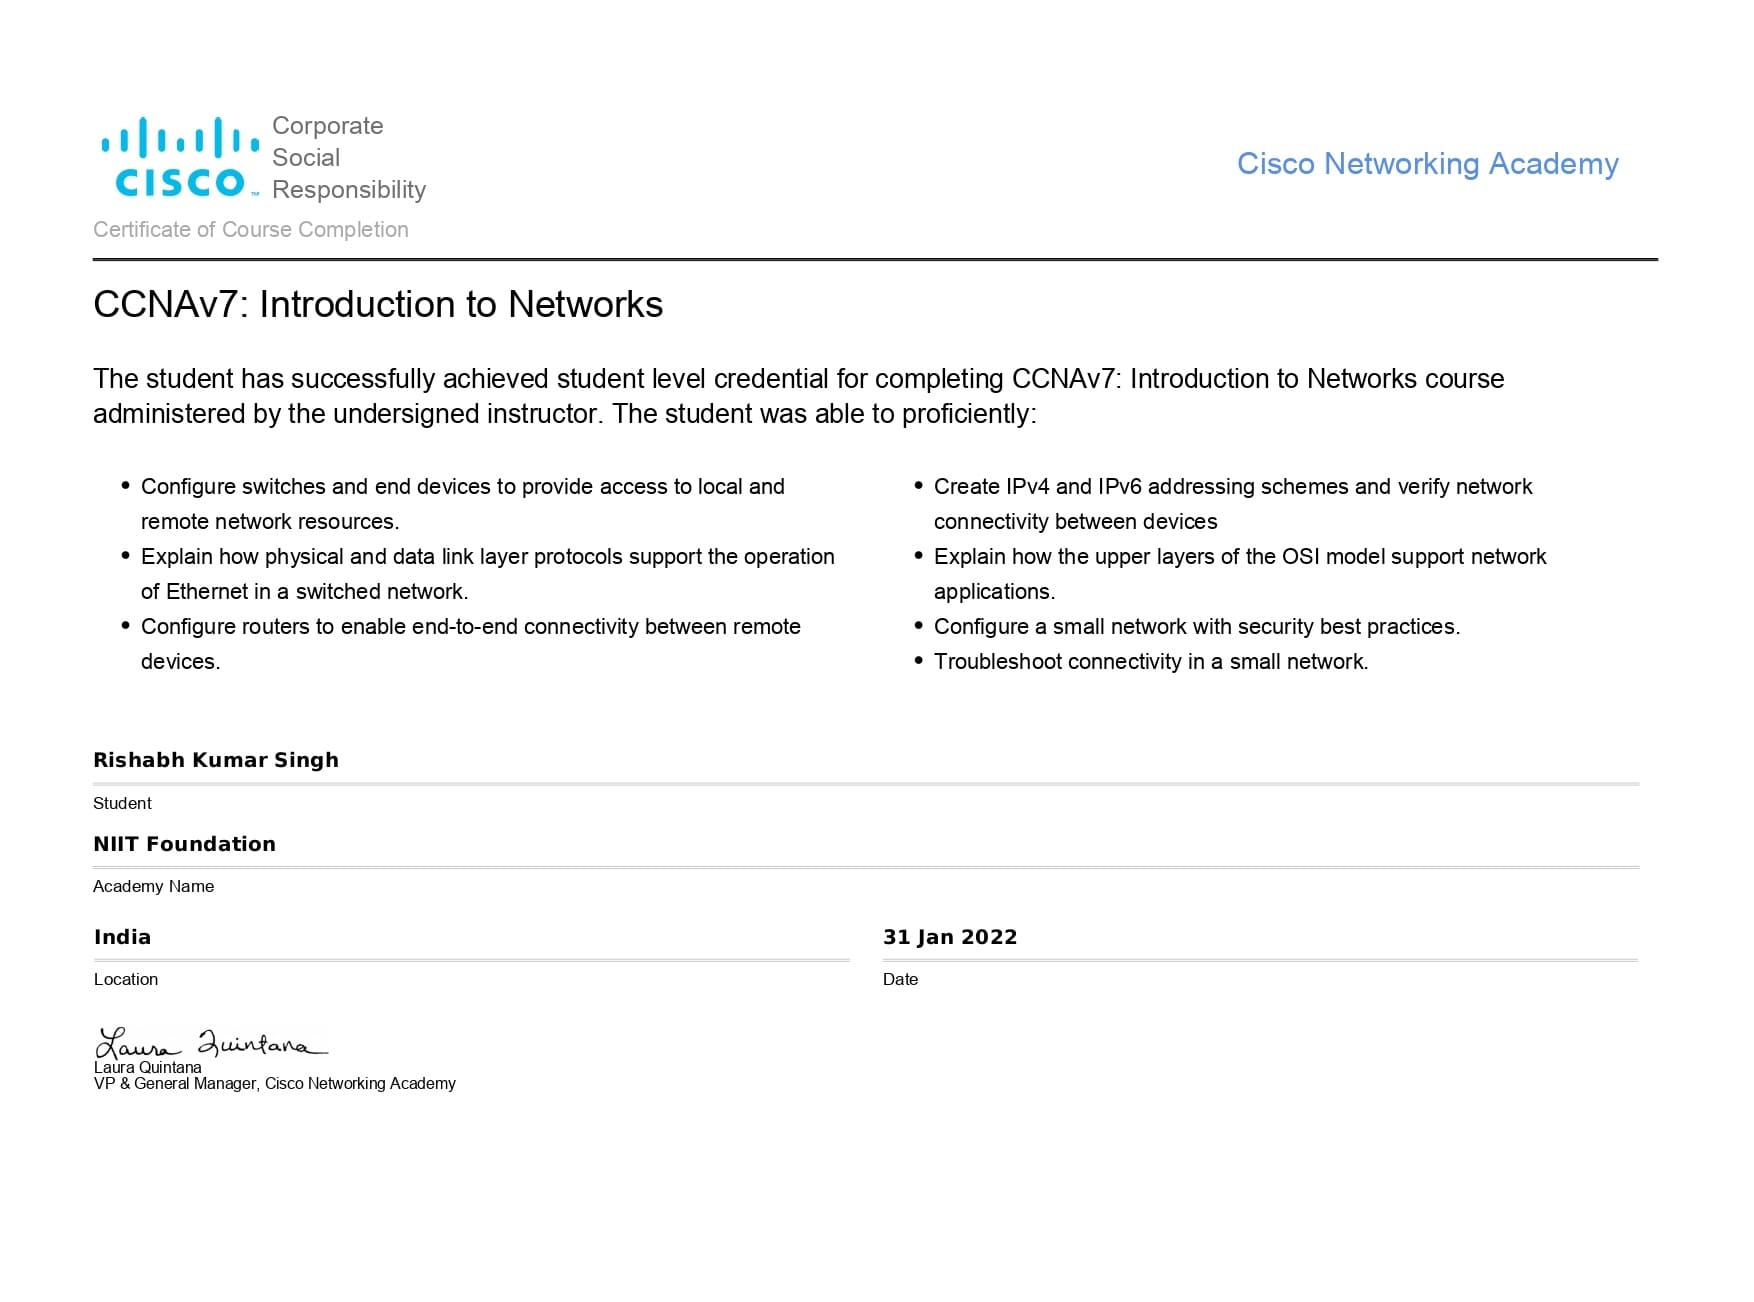 Corporate
Social
Responsibility
CISCO™
Cisco Networking Academy
Certificate of Course Completion
CCNAv7: Introduction to Networks
The student has successfully achieved student level credential for completing CCNAv7: Introduction to Networks course
administered by the undersigned instructor. The student was able to proficiently:
• Configure switches and end devices to provide access to local and
remote network resources.
• Explain how physical and data link layer protocols support the operation
of Ethernet in a switched network.
• Configure routers to enable end-to-end connectivity between remote
devices.
• Create IPv4 and IPv6 addressing schemes and verify network
connectivity between devices
• Explain how the upper layers of the OSI model support network
applications.
• Configure a small network with security best practices.
• Troubleshoot connectivity in a small network.
Rishabh Kumar Singh
Student
NIIT Foundation
Academy Name
India
Location
31 Jan 2022
Date
Laura Quintana
Laura Quintana
VP & General Manager, Cisco Networking Academy